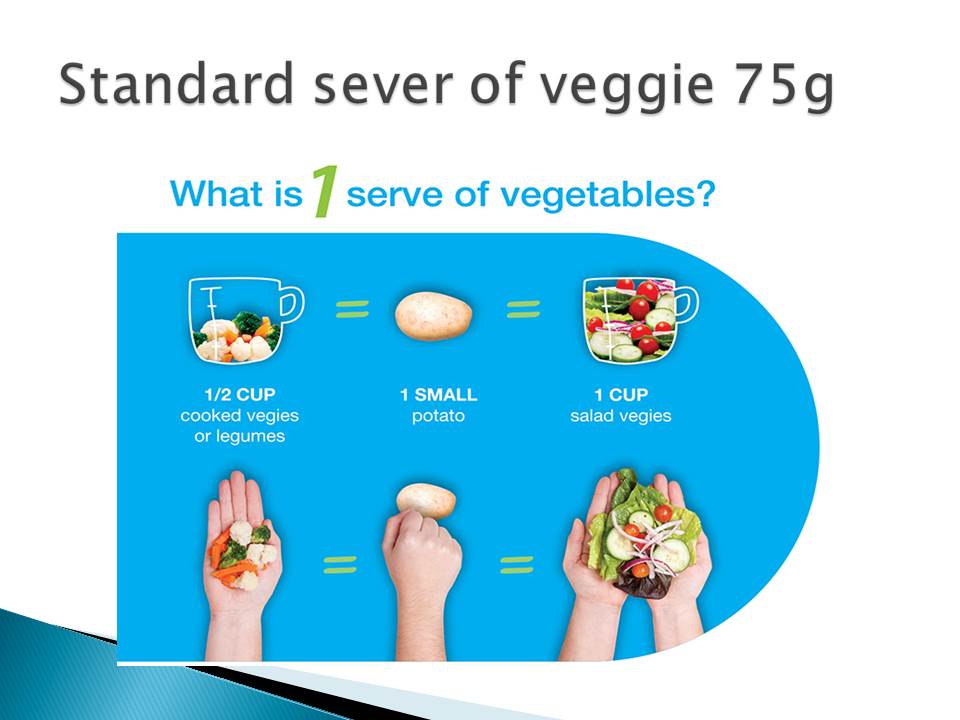 Standard sever of veggie 75g
What is 1 serve of vegetables?
=
=
1/2 CUP
cooked vegies
or legumes
1 SMALL
potato
1 CUP
salad vegies
=
=